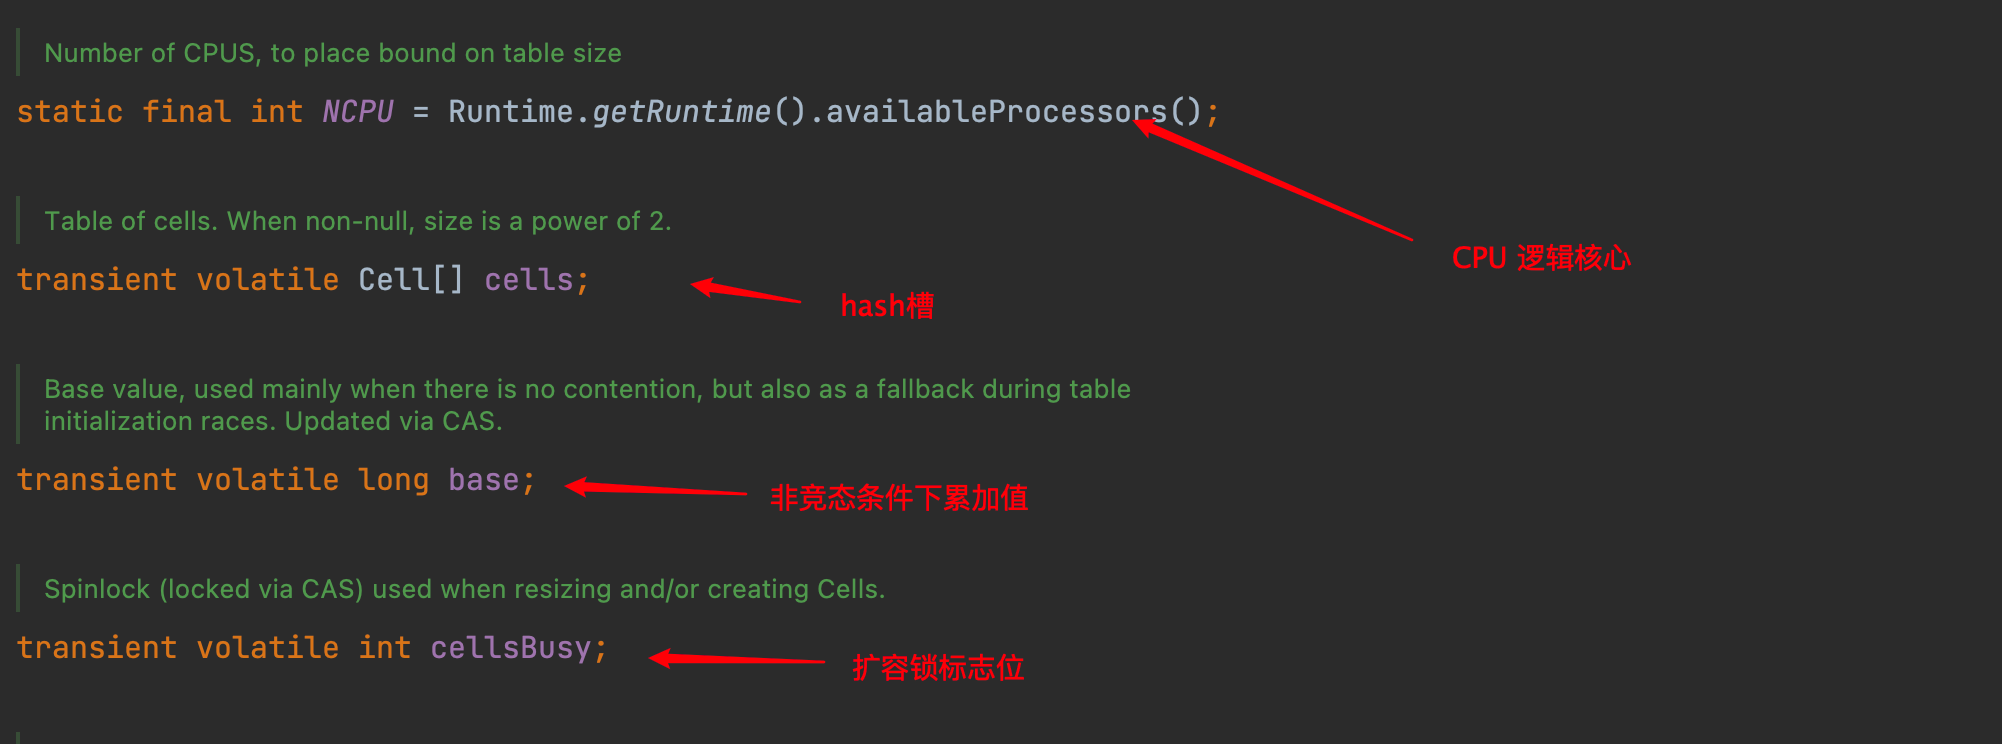 Number of CPUS, to place bound on table size
static final int NCPU = Runtime.getRuntime().availableProcessors();
CPU 逻辑核心
Table of cells. When non-null, size is a power of 2.
transient volatile Cell[] cells;
hash槽
Base value, used mainly when there is no contention, but also as a fallback during table
initialization races. Updated via CAS.
transient volatile long base;
非竞态条件下累加值
Spinlock (locked via CAS) used when resizing and/or creating Cells.
transient volatile int cellsBusy;
扩容锁标志位